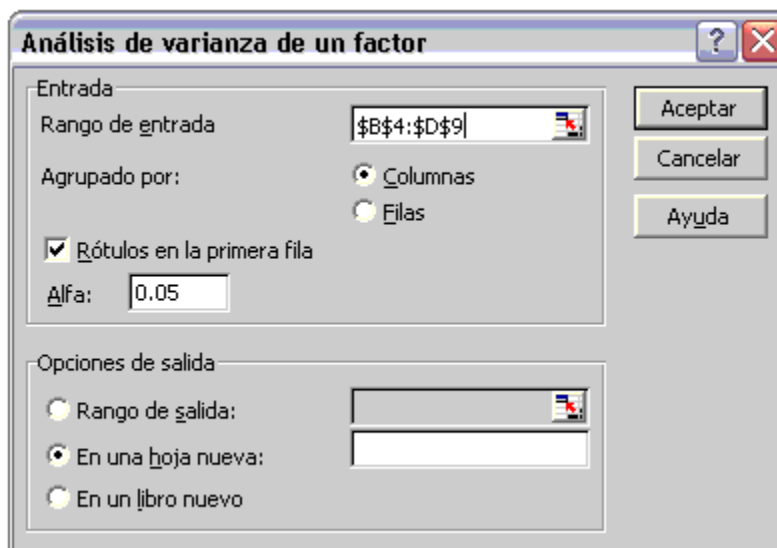 Análisis de varianza de un factor
Entrada
Rango de entrada
$B$4:$D$9
Aceptar
Cancelar
Agrupado por:
Columnas
Filas
Ayuda
Rótulos en la primera fila
Alfa:
0.05
Opciones de salida
Rango de salida:
En una hoja nueva:
En un libro nuevo